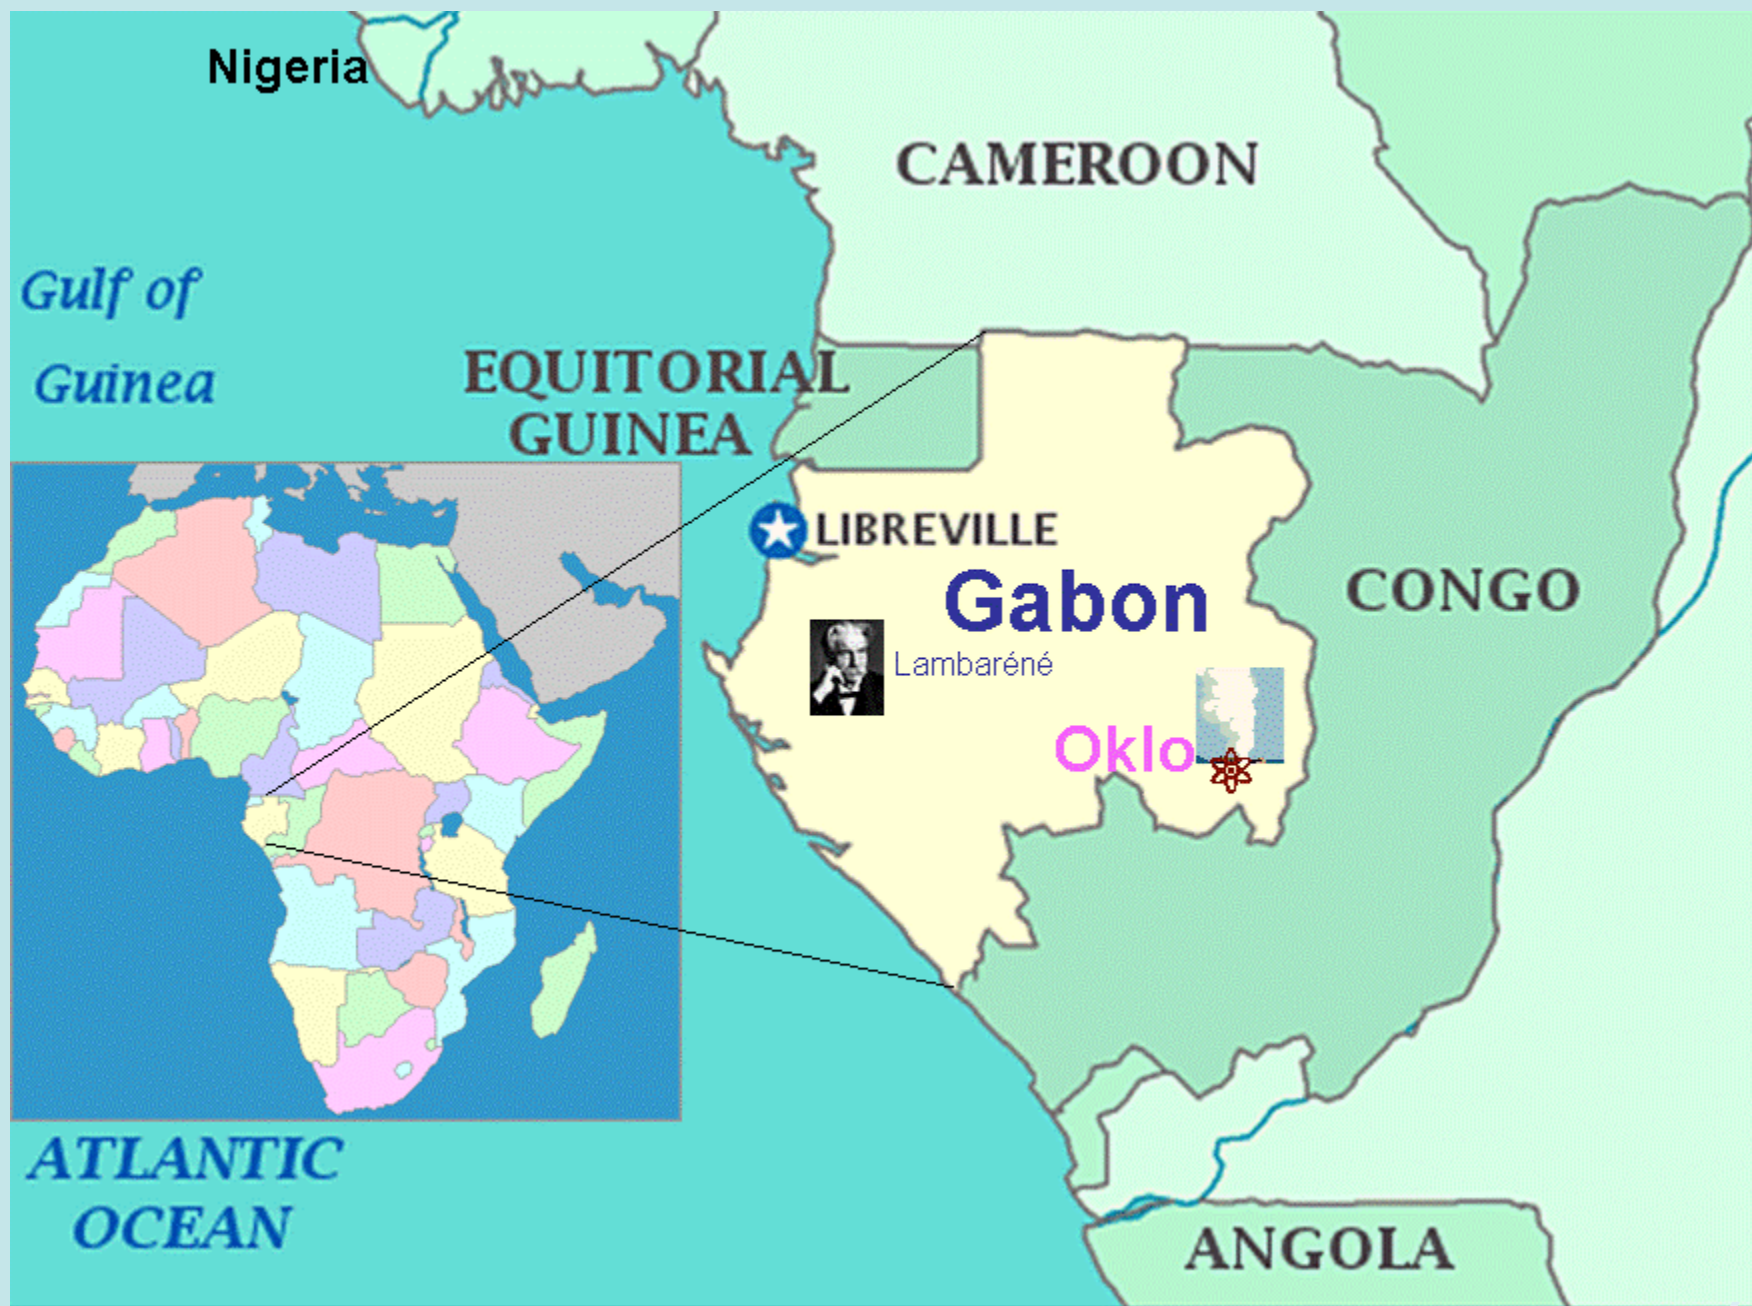 Nigeria
CAMEROON
Gulf of
Guinea
EQUITORIAL
GUINEA
LIBREVILLE
Gabon
CONGO
Lambaréné
Oklo
ATLANTIC
OCEAN
ANGOLA